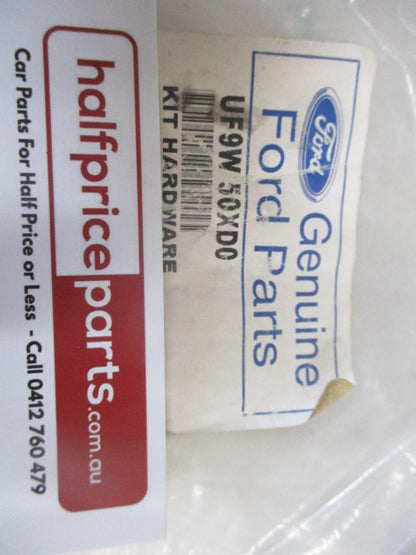 halfpriceparts.com.au
Car Parts For Half Price or Less - Call 0412 760 479
Ford
Genuine
Ford Parts
UF9W 50XD0
KIT HARDWARE